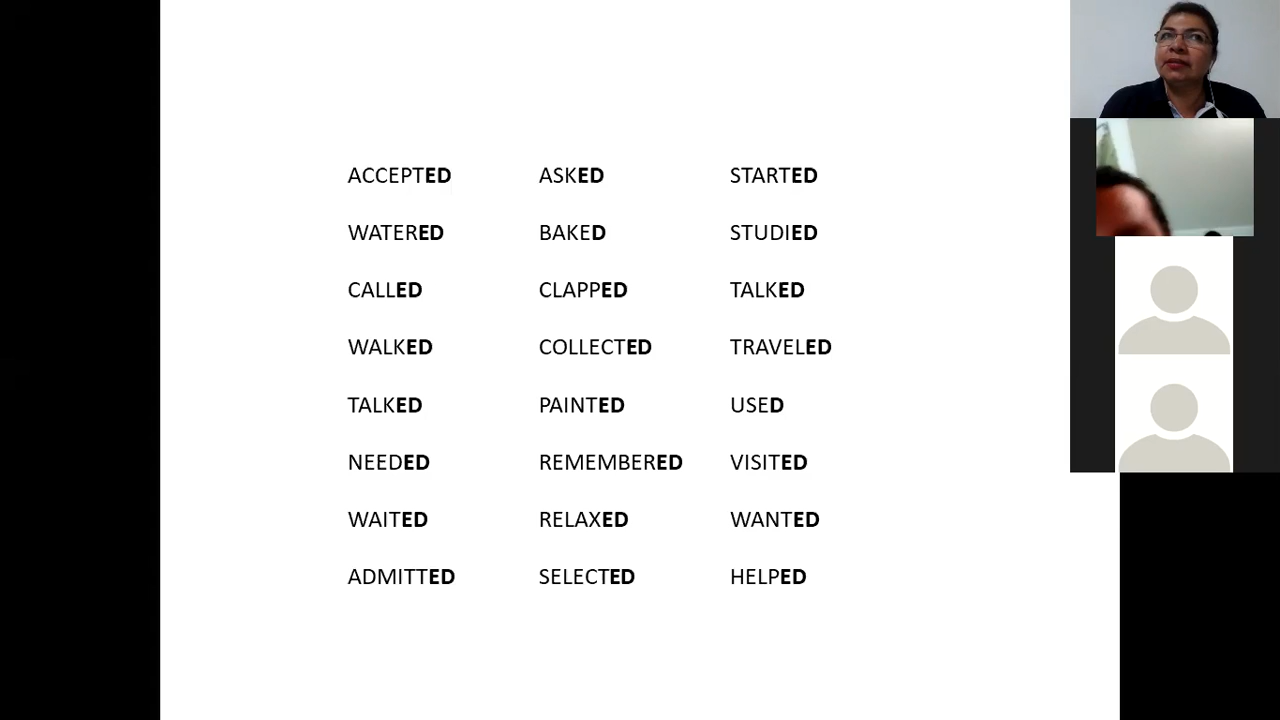 ACCEPTED ASKED STARTED
WATERED BAKED STUDIED
CALLED CLAPPED TALKED
WALKED COLLECTED TRAVELED
TALKED PAINTED USED
NEEDED REMEMBERED VISITED
WAITED RELAXED WANTED
ADMITTED SELECTED HELPED